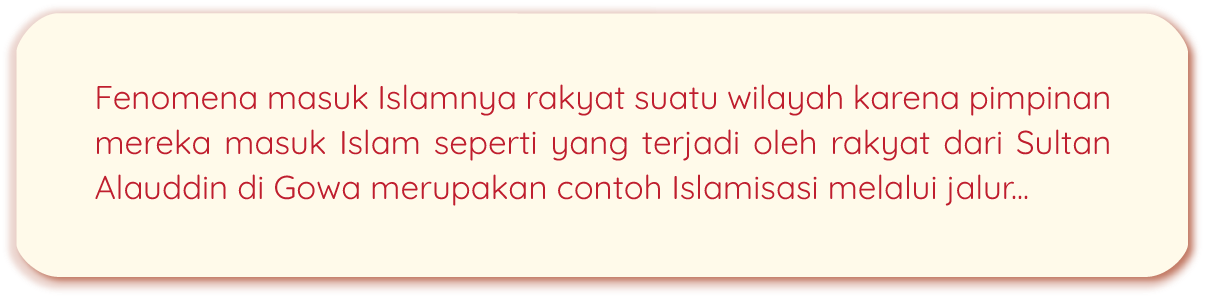 Fenomena masuk Islamnya rakyat suatu wilayah karena pimpinan
mereka masuk Islam seperti yang terjadi oleh rakyat dari Sultan
Alauddin di Gowa merupakan contoh Islamisasi melalui jalur...